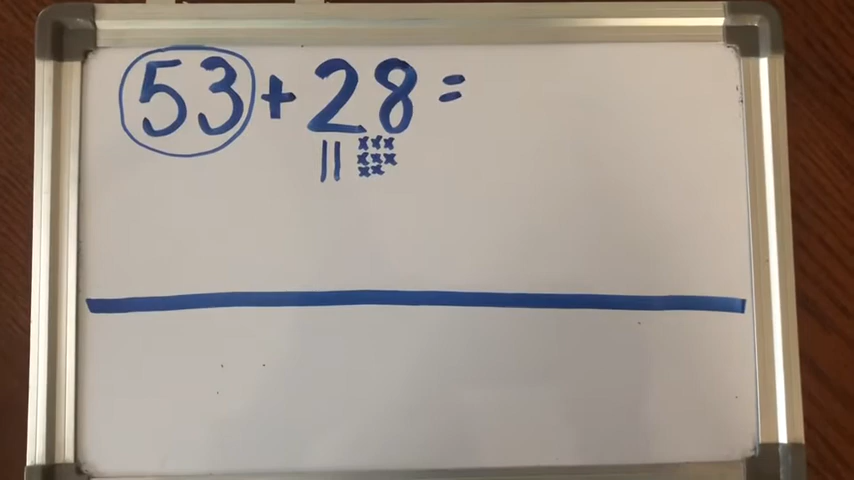 53 + 28 =